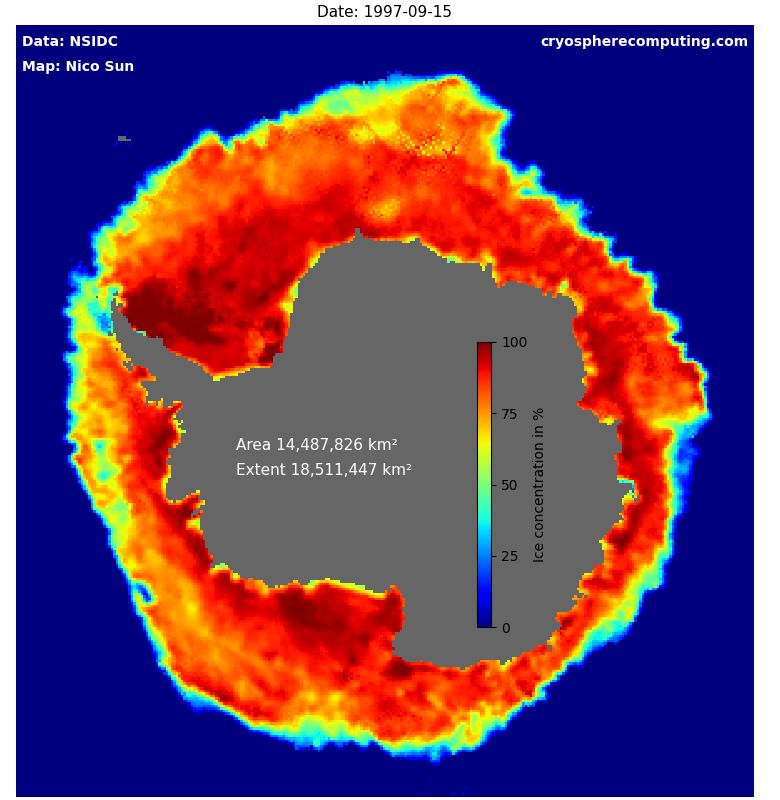 Date: 1997-09-15
Data: NSIDC
cryospherecomputing.com
Map: Nico Sun
100
75
50
25
0
Ice concentration in %
Area 14,487,826 km²
Extent 18,511,447 km²